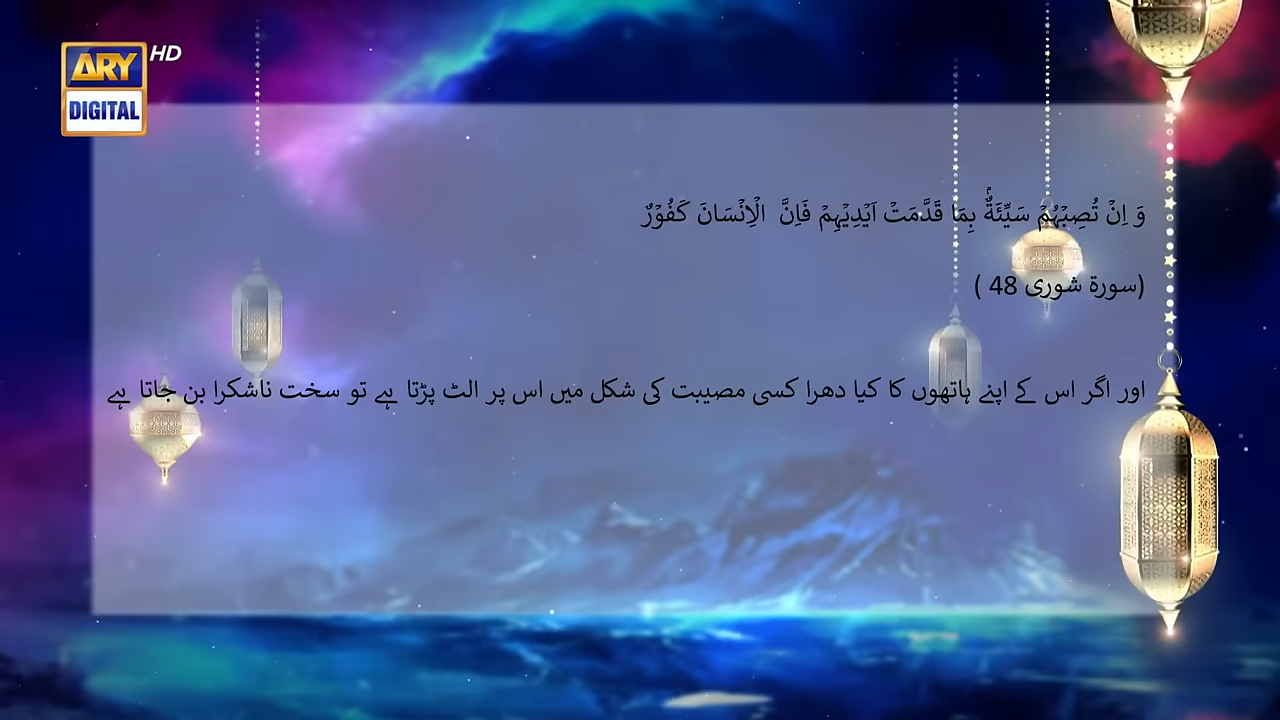 ARY HD
DIGITAL
وَ اِنۡ تُصِبۡہُمۡ سَیِّئَۃٌۢ بِمَا قَدَّمَتۡ اَیۡدِیۡہِمۡ فَاِنَّ الۡاِنۡسَانَ کَفُوۡرٌ
(سورۃ شوری 48 )
اور اگر اس کے اپنے ہاتھوں کا کیا دھرا کسی مصیبت کی شکل میں اس پر الٹ پڑتا ہے تو سخت ناشکرا بن جاتا ہے